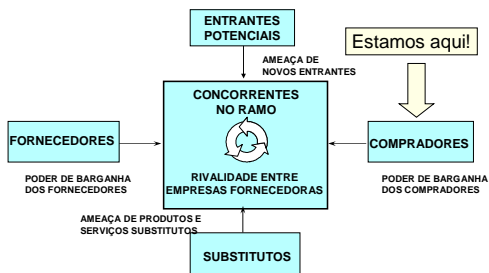 ENTRANTES
POTENCIAIS
Estamos aqui!
AMEAÇA DE
NOVOS ENTRANTES
CONCORRENTES
NO RAMO
FORNECEDORES
COMPRADORES
RIVALIDADE ENTRE
EMPRESAS FORNECEDORAS
PODER DE BARGANHA
DOS FORNECEDORES
PODER DE BARGANHA
DOS COMPRADORES
AMEAÇA DE PRODUTOS E
SERVIÇOS SUBSTITUTOS
SUBSTITUTOS